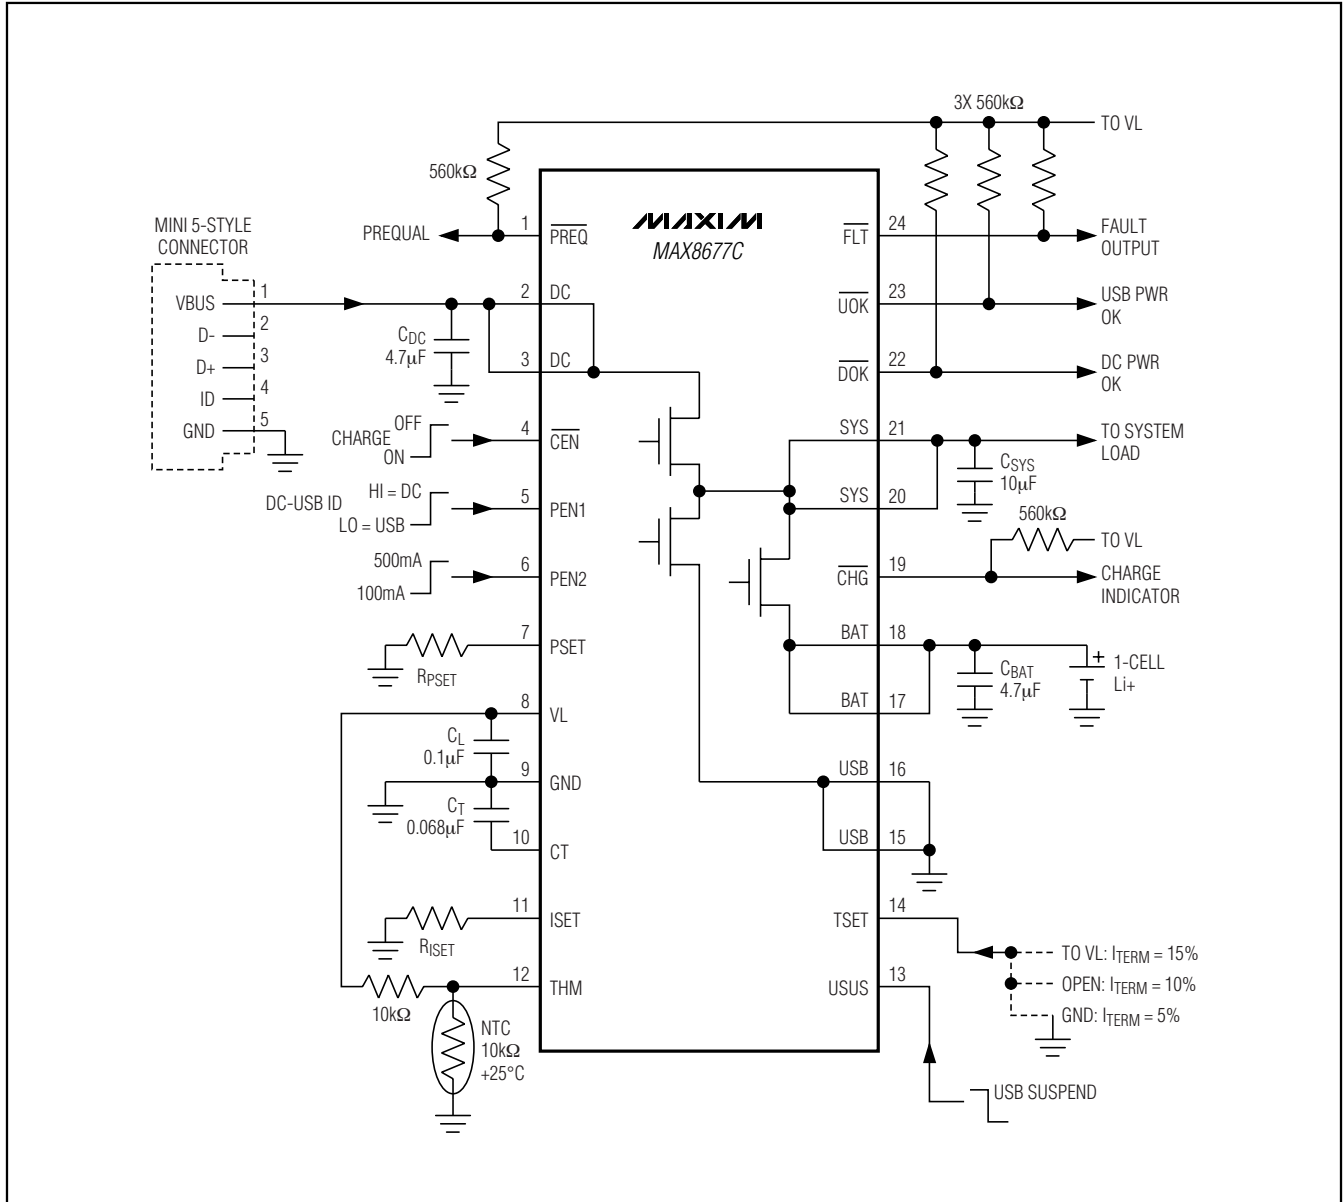 3X 560kΩ
TO VL
560kΩ
MAXIM
MAX8677C
MINI 5-STYLE
CONNECTOR
VBUS
1
D-
2
D+
3
ID
4
GND
5
PREQUAL
1
PREQ
2
DC
CDC
4.7µF
3
DC
OFF
CHARGE
ON
4
CEN
DC-USB ID
HI = DC
LO = USB
5
PEN1
500mA
100mA
6
PEN2
7
PSET
RPSET
8
VL
CL
0.1µF
9
GND
CT
0.068µF
10
CT
11
ISET
RISET
12
THM
10kΩ
NTC
10kΩ
+25°C
FLT
24
FAULT
OUTPUT
UOK
23
USB PWR
OK
DOK
22
DC PWR
OK
SYS
21
TO SYSTEM
LOAD
CSYS
10µF
SYS
20
560kΩ
TO VL
CHG
19
CHARGE
INDICATOR
BAT
18
CBAT
4.7µF
+
1-CELL
Li+
BAT
17
USB
16
USB
15
TSET
14
TO VL: ITERM = 15%
OPEN: ITERM = 10%
GND: ITERM = 5%
USUS
13
USB SUSPEND